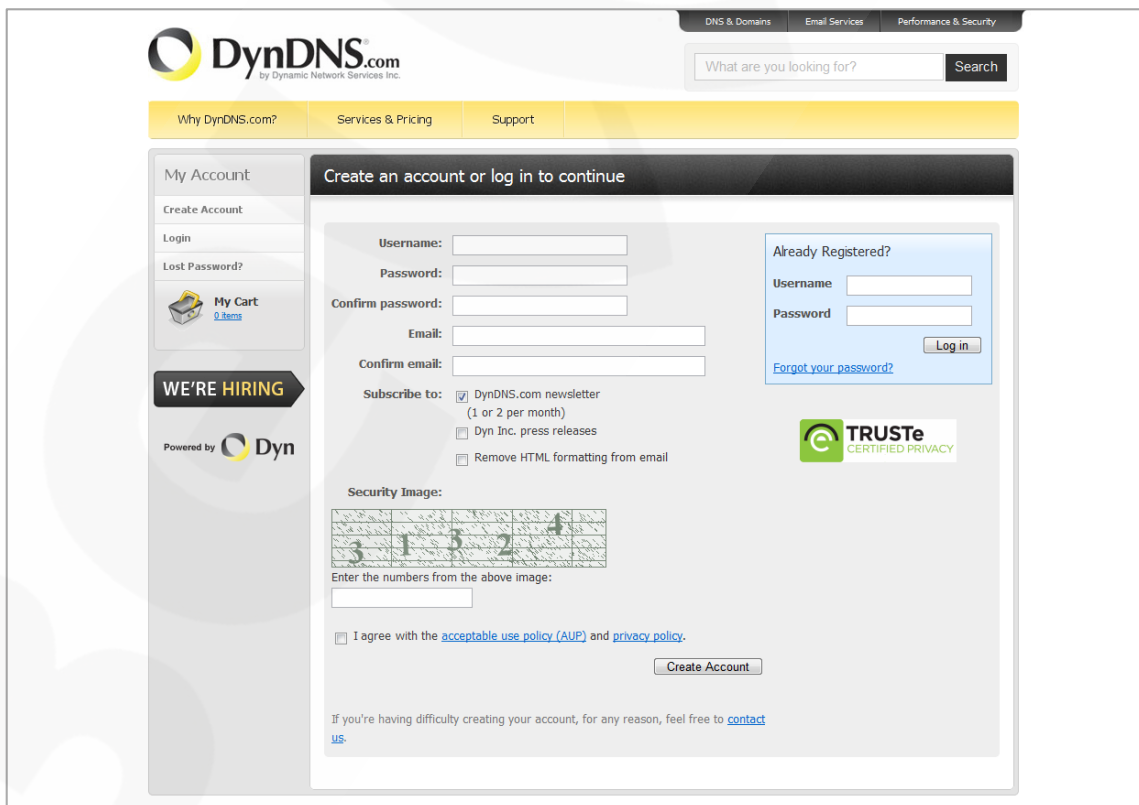 DNS & Domains
Email Services
Performance & Security
DynDNS.com
by Dynamic Network Services Inc.
What are you looking for?
Search
Why DynDNS.com?
Services & Pricing
Support
My Account
Create Account
Login
Lost Password?
My Cart
0 items
WE'RE HIRING
Powered by Dyn
Create an account or log in to continue
Username:
Password:
Confirm password:
Email:
Confirm email:
Subscribe to:
DynDNS.com newsletter
(1 or 2 per month)
Dyn Inc. press releases
Remove HTML formatting from email
Security Image:
3 1 3 2 4
Enter the numbers from the above image:
I agree with the acceptable use policy (AUP) and privacy policy.
Create Account
If you're having difficulty creating your account, for any reason, feel free to contact
us.
Already Registered?
Username
Password
Log in
Forgot your password?
TRUSTe
CERTIFIED PRIVACY